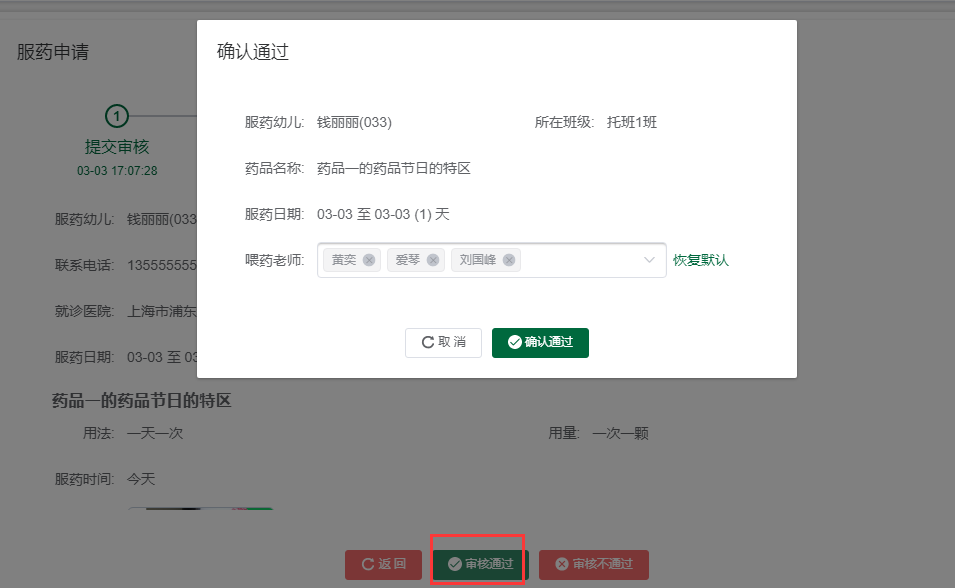 服药申请
确认通过
服药幼儿: 钱丽丽(033) 所在班级: 托班1班
药品名称: 药品一的药品节日的特区
服药日期: 03-03 至 03-03 (1) 天
喂药老师: 黄奕 爱琴 刘国峰 恢复默认
取 消 确认通过
1
提交审核
03-03 17:07:28
服药幼儿: 钱丽丽(033
联系电话: 135555555
就诊医院: 上海市浦东
服药日期: 03-03 至 03
药品一的药品节日的特区
用法: 一天一次 用量: 一次一颗
服药时间: 今天
返 回 审核通过 审核不通过